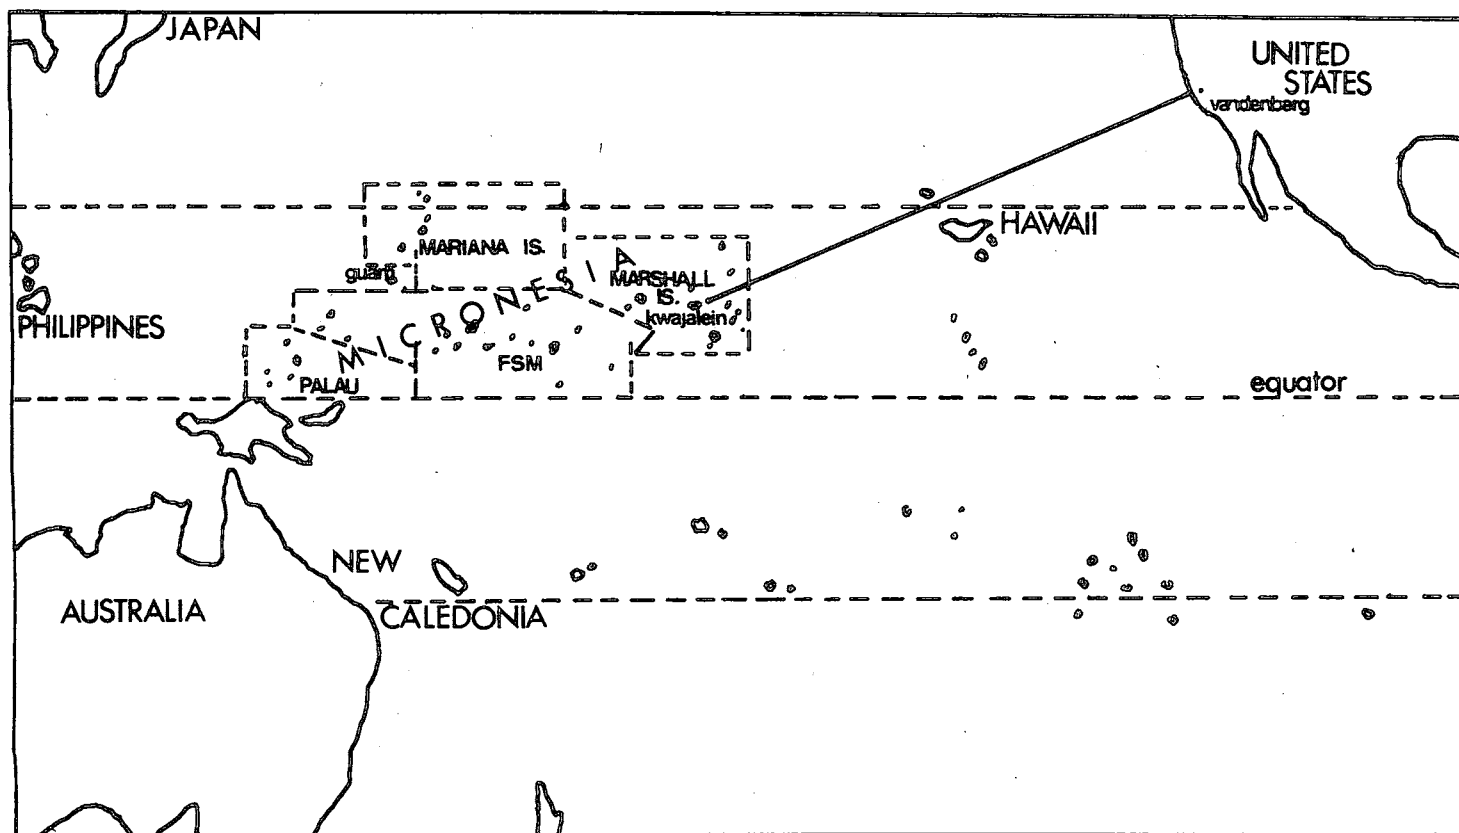 JAPAN
UNITED
STATES
vandenberg
HAWAII
MARIANA IS.
guam
MICRONESIA
MARSHALL
IS.
kwajalein
PHILIPPINES
FSM
PALAU
equator
NEW
CALEDONIA
AUSTRALIA